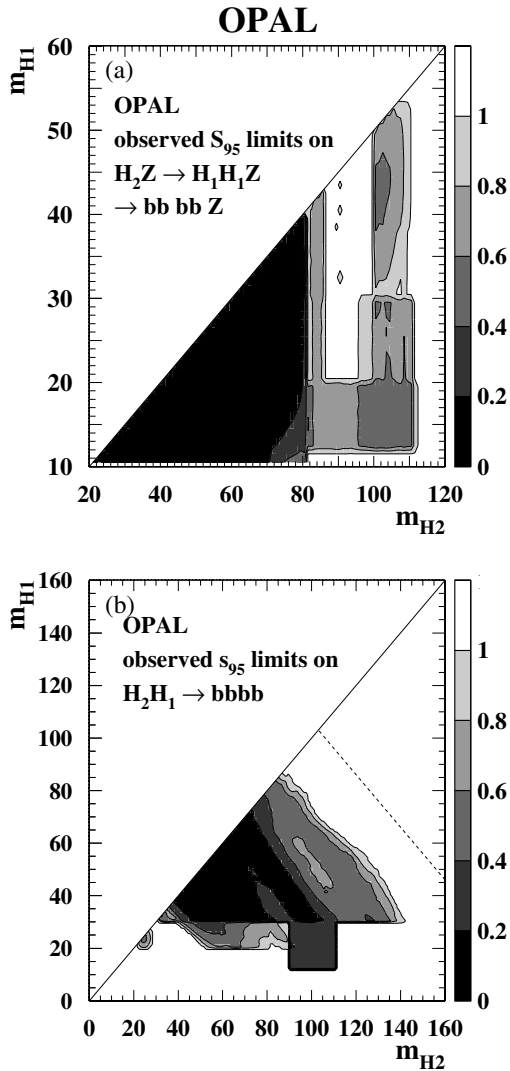 OPAL
m_H1
60
50
40
30
20
10
(a)
OPAL
observed S_95 limits on
H_2Z → H_1H_1Z
→ bb bb Z
1
0.8
0.6
0.4
0.2
0
20 40 60 80 100 120
m_H2
m_H1
160
140
120
100
80
60
40
20
0
(b)
OPAL
observed s_95 limits on
H_2H_1 → bbbb
1
0.8
0.6
0.4
0.2
0
0 20 40 60 80 100 120 140 160
m_H2